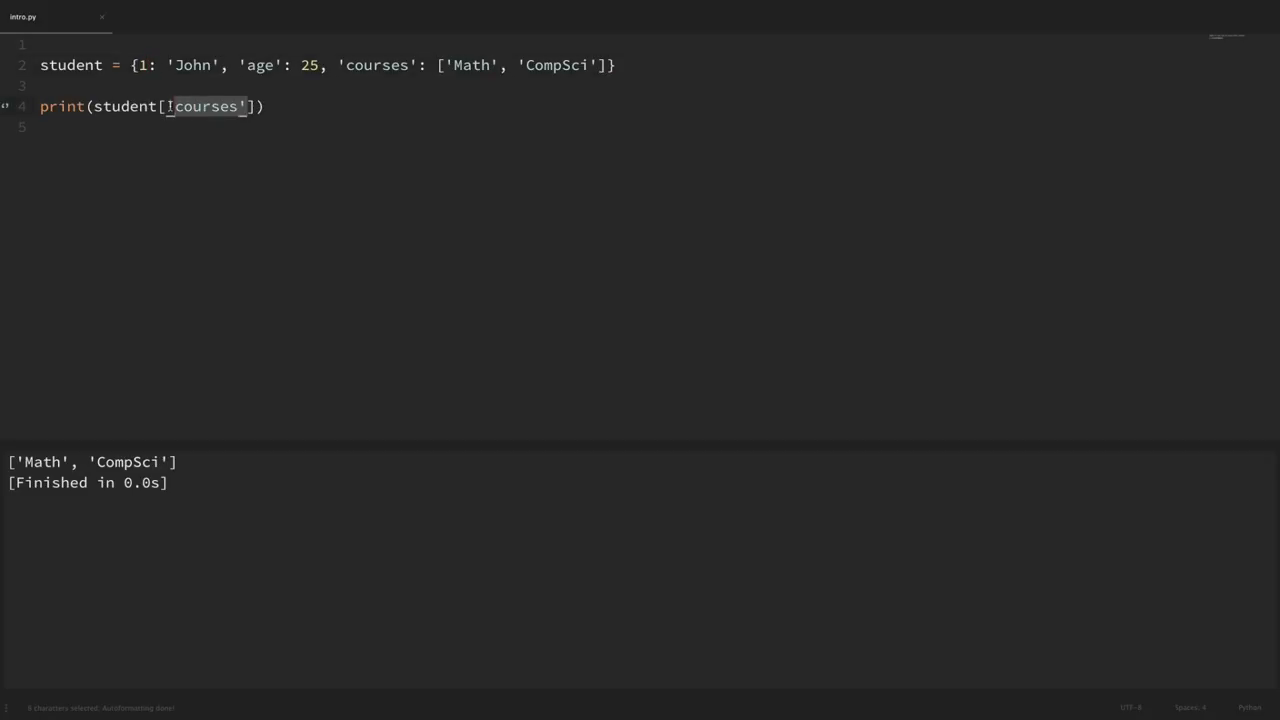 intro.py ×
1
2 student = {1: 'John', 'age': 25, 'courses': ['Math', 'CompSci']}
3
4 print(student['courses'])
5
['Math', 'CompSci']
[Finished in 0.0s]
8 characters selected; Autoformatting done! UTF-8 Spaces: 4 Python